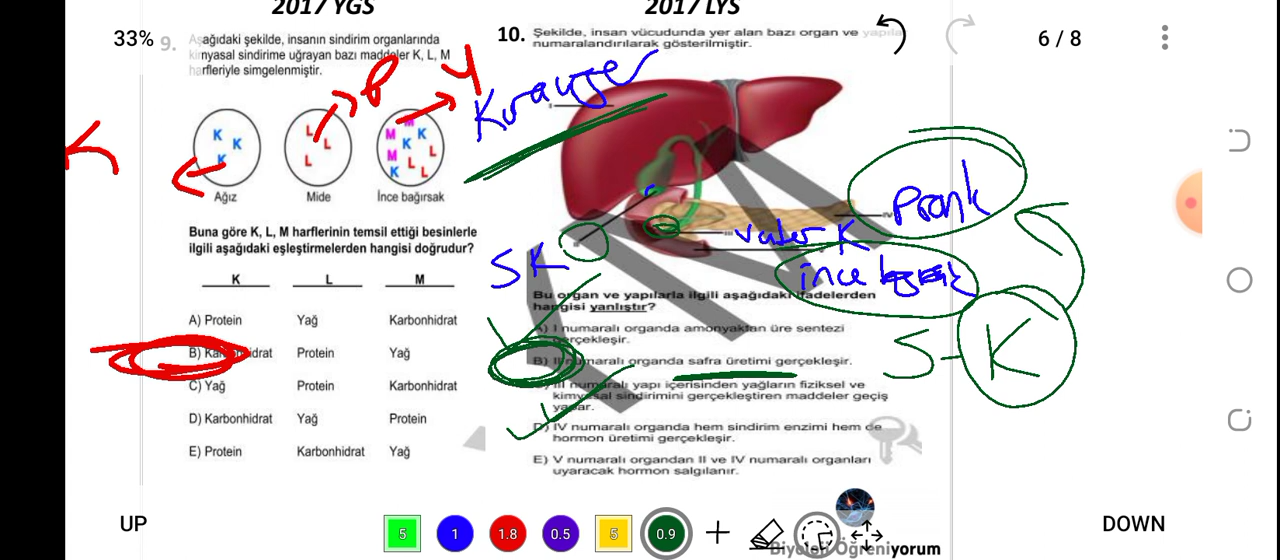 2017 YGS
2017 LYS
33%
6 / 8
9. Aşağıdaki şekilde, insanın sindirim organlarında
kimyasal sindirime uğrayan bazı maddeler K, L, M
harfleriyle simgelenmiştir.
K
P
Y
K
K
K
L
L
L
M
M
K
K
L
M
L
K
L
Ağız
Mide
İnce bağırsak
Buna göre K, L, M harflerinin temsil ettiği besinlerle
ilgili aşağıdaki eşleştirmelerden hangisi doğrudur?
K L M
A) Protein Yağ Karbonhidrat
B) Karbonhidrat Protein Yağ
C) Yağ Protein Karbonhidrat
D) Karbonhidrat Yağ Protein
E) Protein Karbonhidrat Yağ
10. Şekilde, insan vücudunda yer alan bazı organ ve yapılar
numaralandırılarak gösterilmiştir.
I
IV
Pank
Vater K
SK
ince
S - K
Bu organ ve yapılarla ilgili aşağıdaki ifadelerden
hangisi yanlıştır?
A) I numaralı organda amonyaktan üre sentezi
gerçekleşir.
B) II numaralı organda safra üretimi gerçekleşir.
C) III numaralı yapı içerisinden yağların fiziksel ve
kimyasal sindirimini gerçekleştiren maddeler geçiş
yapar.
D) IV numaralı organda hem sindirim enzimi hem de
hormon üretimi gerçekleşir.
E) V numaralı organdan II ve IV numaralı organları
uyaracak hormon salgılanır.
UP
5
1
1.8
0.5
5
0.9
DOWN
Biyoloji Öğreniyorum